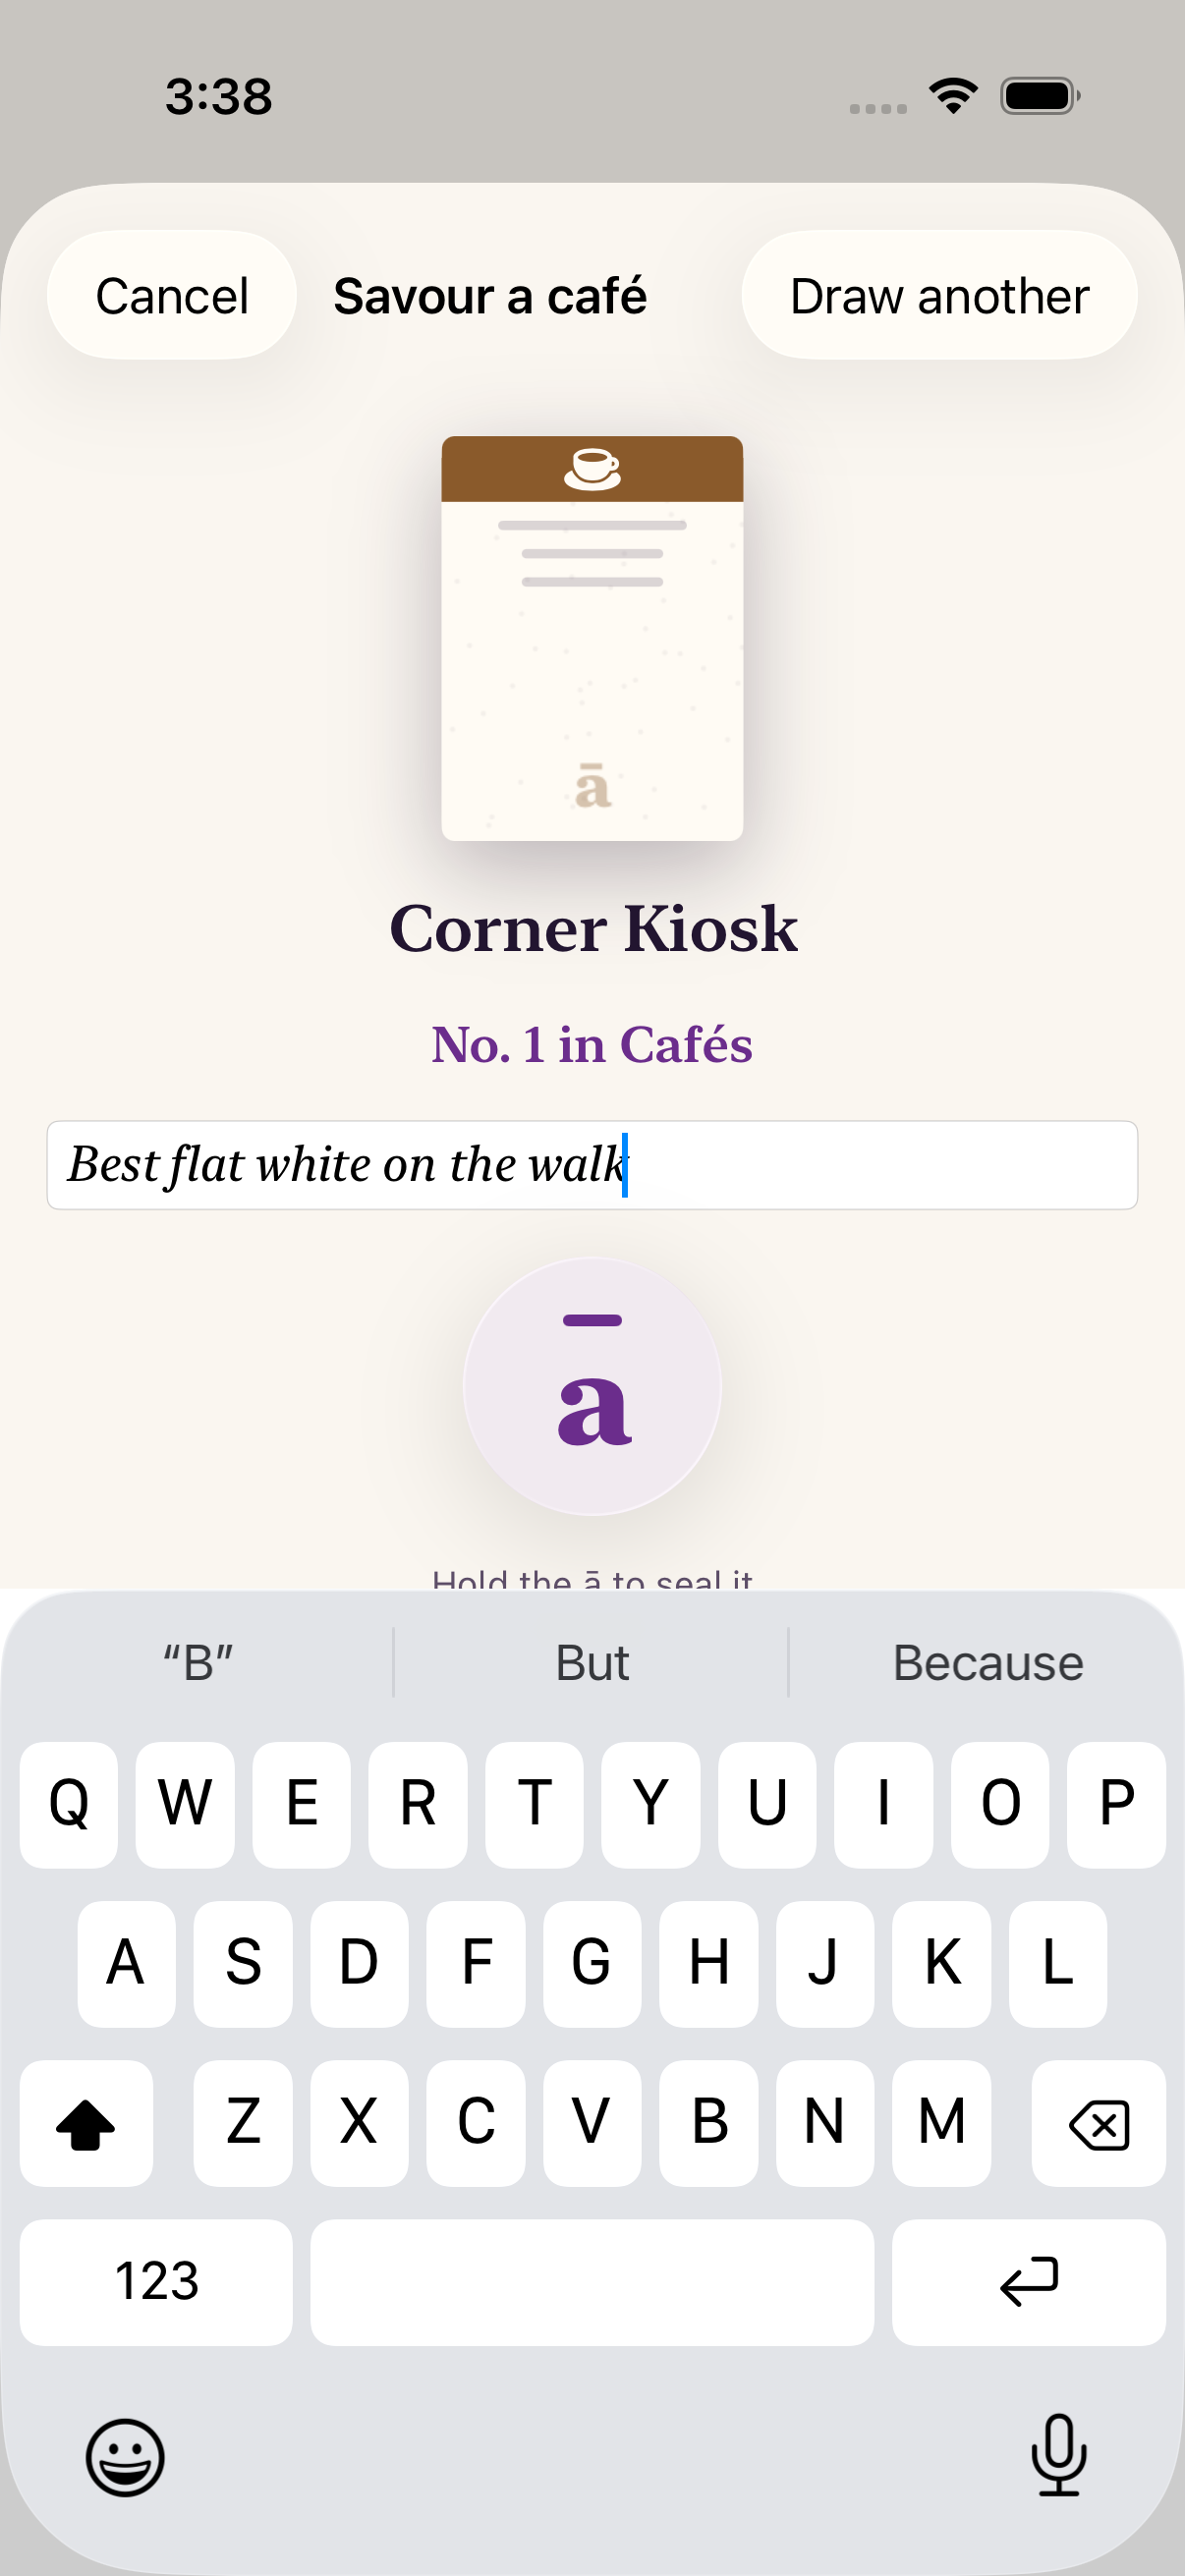 3:38
Cancel
Savour a café
Draw another
ā
Corner Kiosk
No. 1 in Cafés
Best flat white on the walk
ā
Hold the ā to seal it
“B”
But
Because
Q W E R T Y U I O P
A S D F G H J K L
Z X C V B N M
123